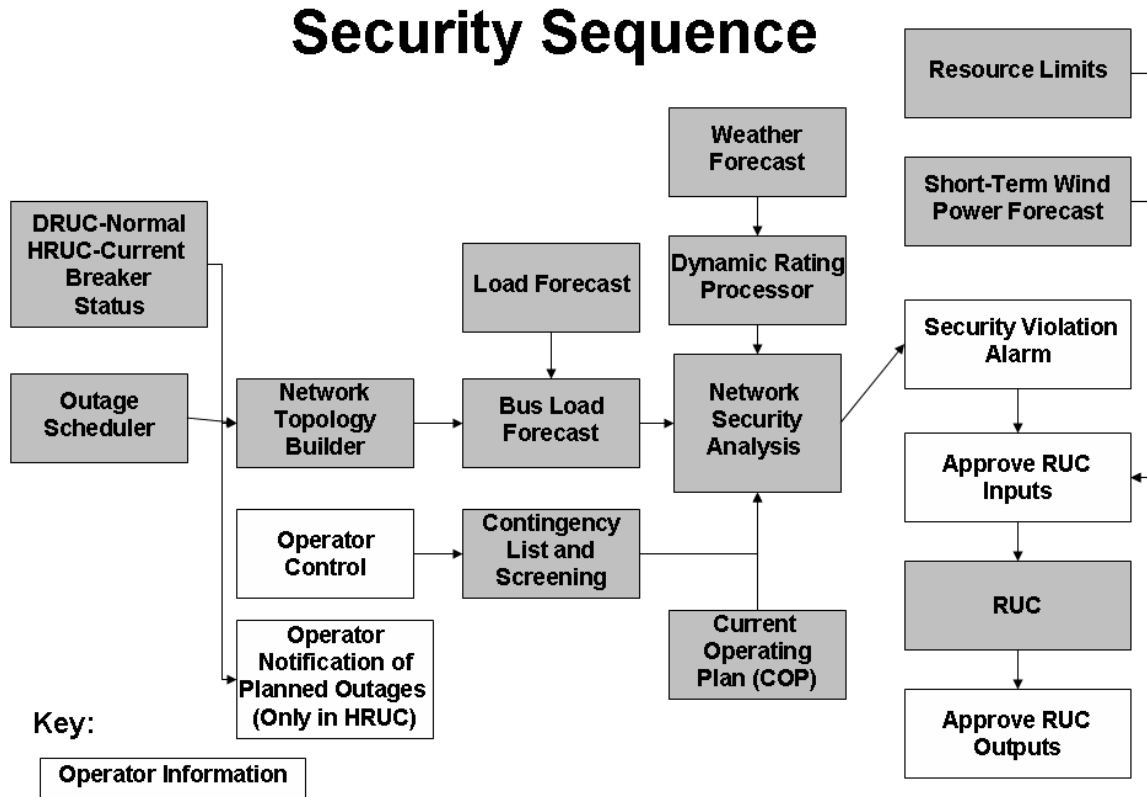 Security Sequence
Resource Limits
Weather
Forecast
Short-Term Wind
Power Forecast
DRUC-Normal
HRUC-Current
Breaker
Status
Load Forecast
Dynamic Rating
Processor
Security Violation
Alarm
Outage
Scheduler
Network
Topology
Builder
Bus Load
Forecast
Network
Security
Analysis
Approve RUC
Inputs
Operator
Control
Contingency
List and
Screening
RUC
Operator
Notification of
Planned Outages
(Only in HRUC)
Current
Operating
Plan (COP)
Approve RUC
Outputs
Key:
Operator Information